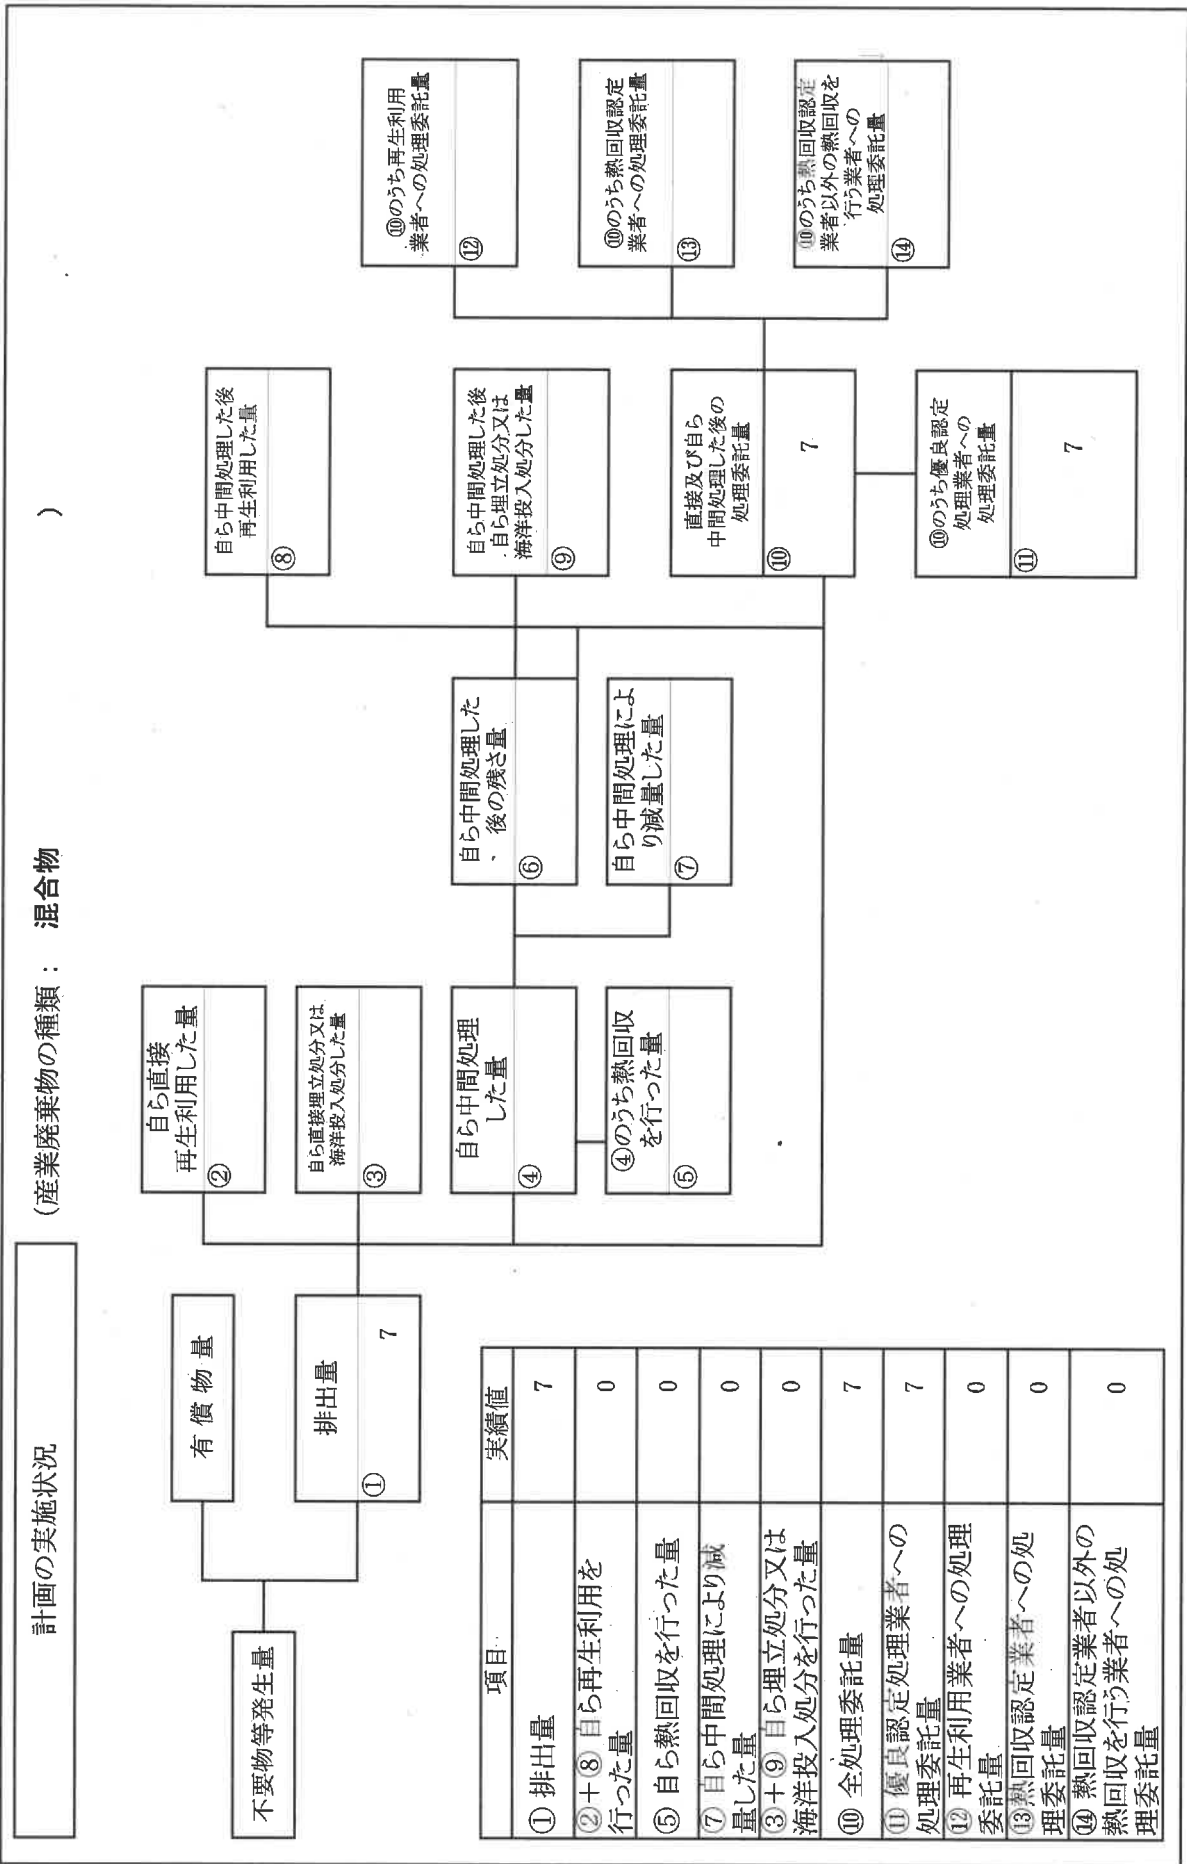 計画の実施状況
(産業廃棄物の種類: 混合物 )
不要物等発生量
有償物量
排出量
① 7
自ら直接
再生利用した量
②
自ら直接埋立処分又は
海洋投入処分した量
③
自ら中間処理
した量
④
④のうち熱回収
を行った量
⑤
自ら中間処理した
後の残さ量
⑥
自ら中間処理によ
り減量した量
⑦
自ら中間処理した後
再生利用した量
⑧
自ら中間処理した後
自ら埋立処分又は
海洋投入処分した量
⑨
直接及び自ら
中間処理した後の
処理委託量
⑩ 7
⑩のうち優良認定
処理業者への
処理委託量
⑪ 7
⑩のうち再生利用
業者への処理委託量
⑫
⑩のうち熱回収認定
業者への処理委託量
⑬
⑩のうち熱回収認定
業者以外の熱回収を
行う業者への
処理委託量
⑭
項目 実績値
① 排出量 7
②+⑧ 自ら再生利用を
行った量 0
⑤ 自ら熱回収を行った量 0
⑦ 自ら中間処理により減
量した量 0
③+⑨ 自ら埋立処分又は
海洋投入処分を行った量 0
⑩ 全処理委託量 7
⑪ 優良認定処理業者への
処理委託量 7
⑫ 再生利用業者への処理
委託量 0
⑬熱回収認定業者への処
理委託量 0
⑭ 熱回収認定業者以外の
熱回収を行う業者への処
理委託量 0